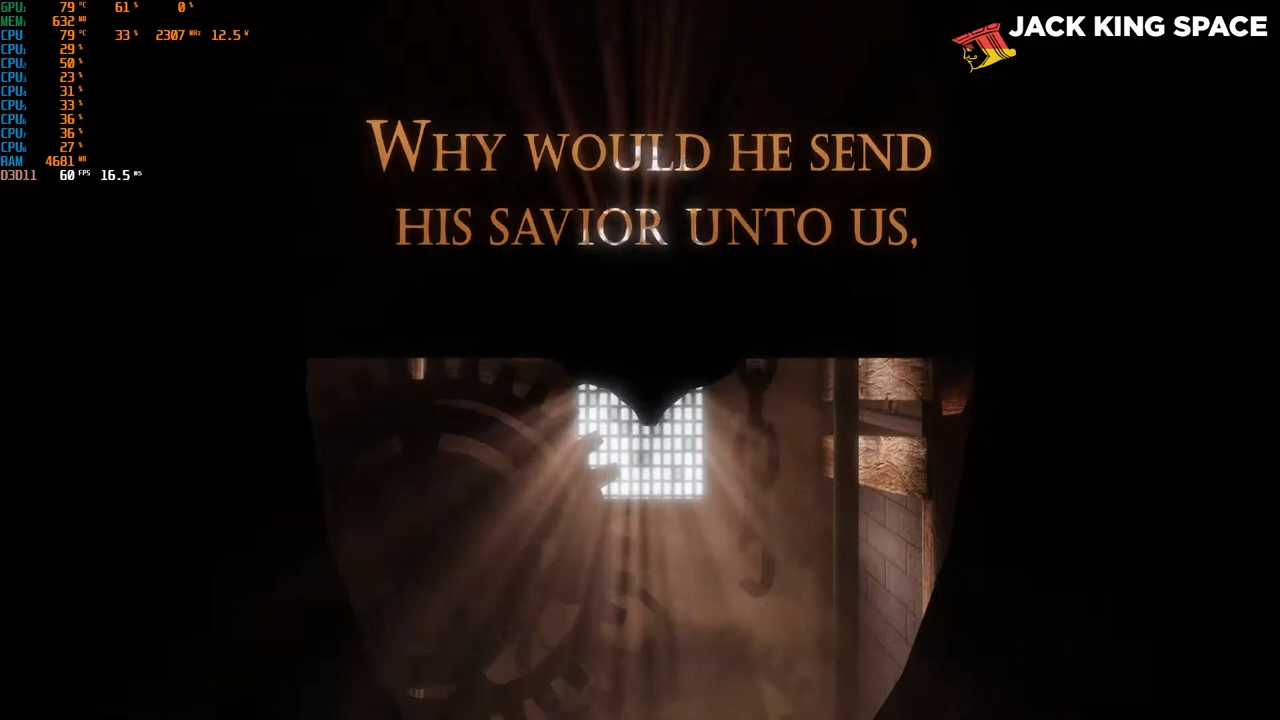 GPU₁ 79 °C 61 % 0 %
MEM₁ 632 MB
CPU 79 °C 33 % 2307 MHz 12.5 W
CPU₁ 29 %
CPU₂ 50 %
CPU₃ 23 %
CPU₄ 31 %
CPU₅ 33 %
CPU₆ 36 %
CPU₇ 36 %
CPU₈ 27 %
RAM 4681 MB
D3D11 60 FPS 16.5 ms
JACK KING SPACE
WHY WOULD HE SEND
HIS SAVIOR UNTO US,